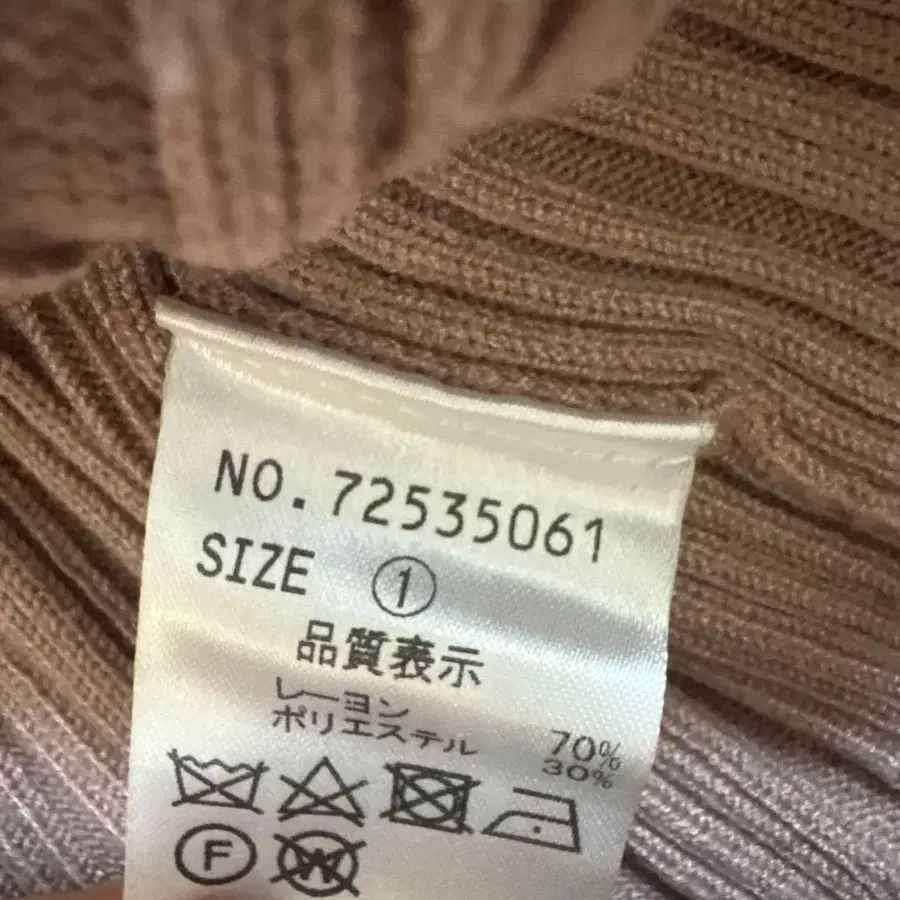 NO. 72535061
SIZE ①
品質表示
レーヨン 70%
ポリエステル 30%
F
W